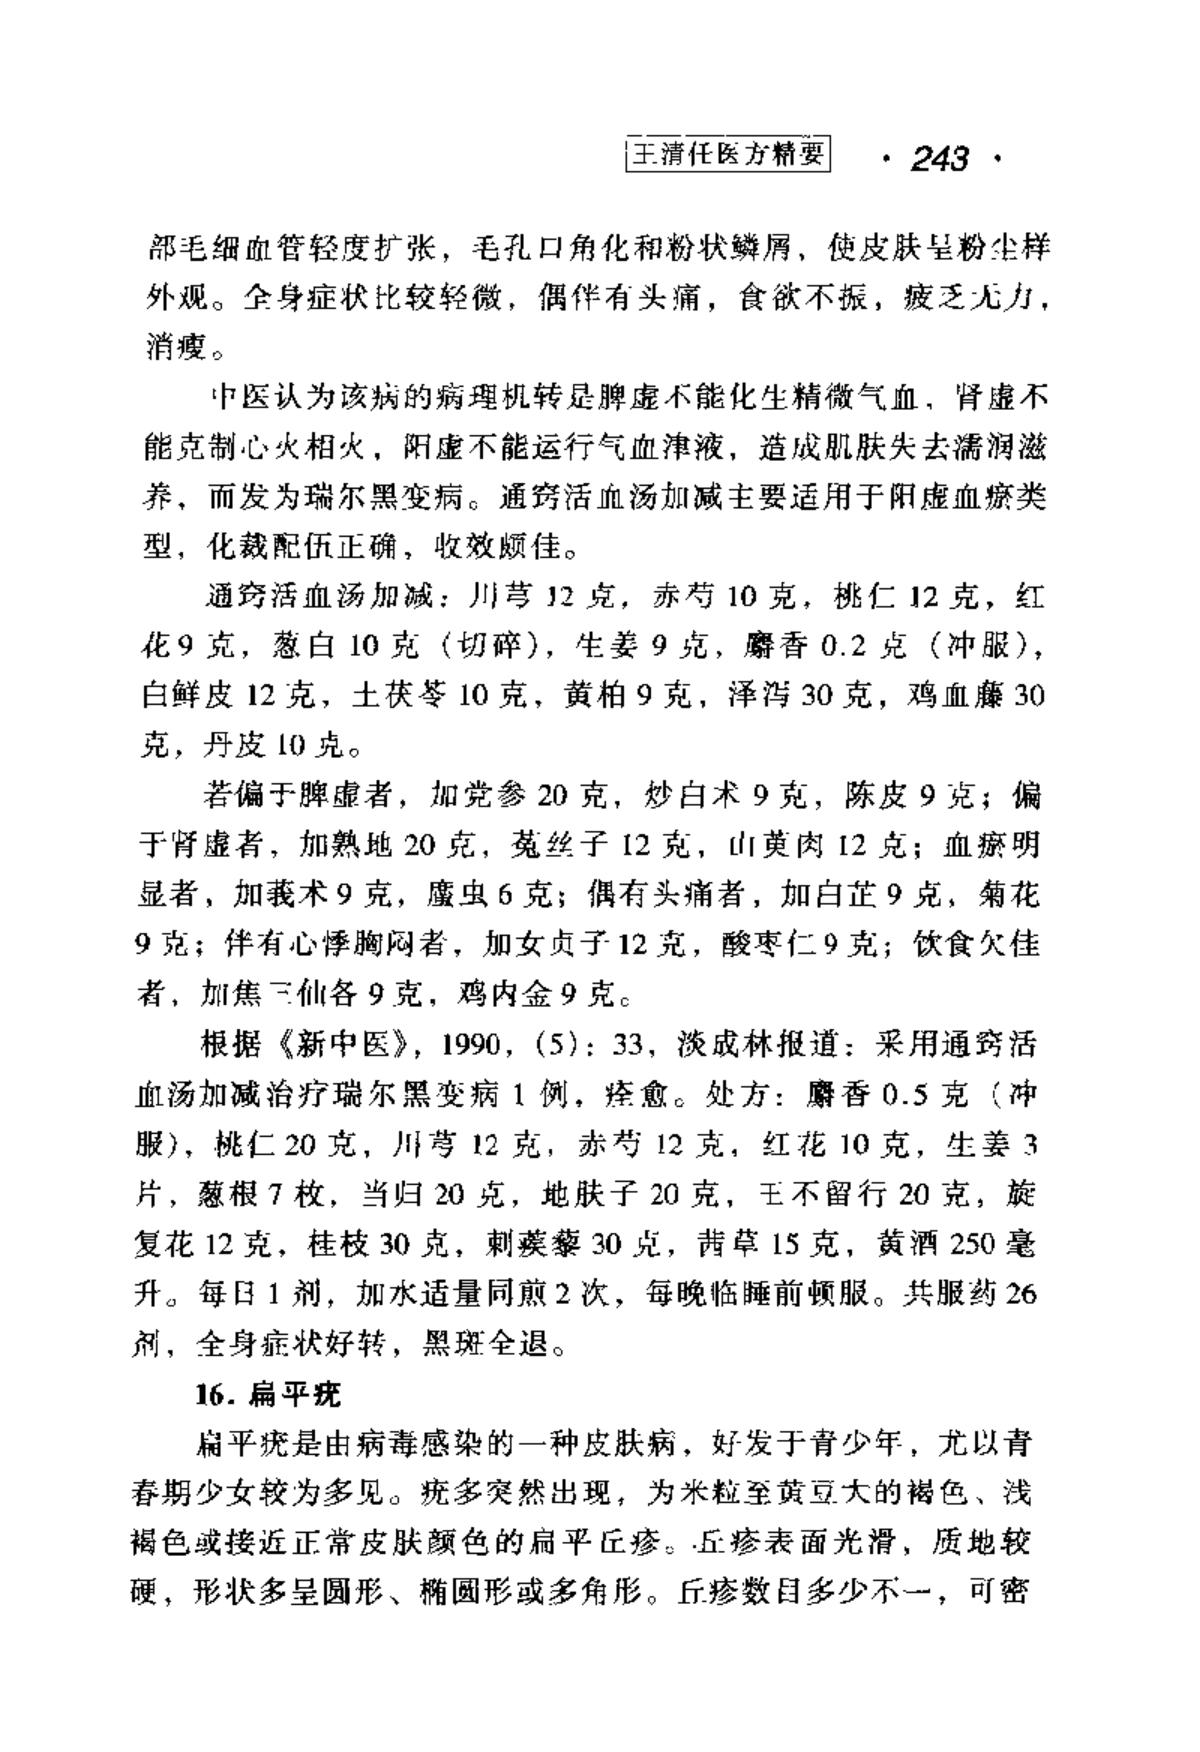 王清任医方精要 · 243 ·
部毛细血管轻度扩张，毛孔口角化和粉状鳞屑，使皮肤呈粉尘样
外观。全身症状比较轻微，偶伴有头痛，食欲不振，疲乏无力，
消瘦。
中医认为该病的病理机转是脾虚不能化生精微气血，肾虚不
能克制心火相火，阳虚不能运行气血津液，造成肌肤失去濡润滋
养，而发为瑞尔黑变病。通窍活血汤加减主要适用于阳虚血瘀类
型，化裁配伍正确，收效颇佳。
通窍活血汤加减：川芎 12 克，赤芍 10 克，桃仁 12 克，红
花 9 克，葱白 10 克（切碎），生姜 9 克，麝香 0.2 克（冲服），
白鲜皮 12 克，土茯苓 10 克，黄柏 9 克，泽泻 30 克，鸡血藤 30
克，丹皮 10 克。
若偏于脾虚者，加党参 20 克，炒白术 9 克，陈皮 9 克；偏
于肾虚者，加熟地 20 克，菟丝子 12 克，山萸肉 12 克；血瘀明
显者，加莪术 9 克，䗪虫 6 克；偶有头痛者，加白芷 9 克，菊花
9 克；伴有心悸胸闷者，加女贞子 12 克，酸枣仁 9 克；饮食欠佳
者，加焦三仙各 9 克，鸡内金 9 克。
根据《新中医》，1990，（5）：33，淡成林报道：采用通窍活
血汤加减治疗瑞尔黑变病 1 例，痊愈。处方：麝香 0.5 克（冲
服），桃仁 20 克，川芎 12 克，赤芍 12 克，红花 10 克，生姜 3
片，葱根 7 枚，当归 20 克，地肤子 20 克，王不留行 20 克，旋
复花 12 克，桂枝 30 克，刺蒺藜 30 克，茜草 15 克，黄酒 250 毫
升。每日 1 剂，加水适量同煎 2 次，每晚临睡前顿服。共服药 26
剂，全身症状好转，黑斑全退。
16. 扁平疣
扁平疣是由病毒感染的一种皮肤病，好发于青少年，尤以青
春期少女较为多见。疣多突然出现，为米粒至黄豆大的褐色、浅
褐色或接近正常皮肤颜色的扁平丘疹。丘疹表面光滑，质地较
硬，形状多呈圆形、椭圆形或多角形。丘疹数目多少不一，可密